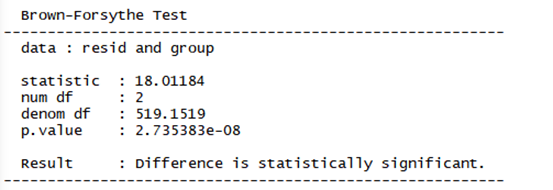 Brown-Forsythe Test
---------------------------------------------------------
data : resid and group
statistic : 18.01184
num df : 2
denom df : 519.1519
p.value : 2.735383e-08
Result : Difference is statistically significant.
---------------------------------------------------------